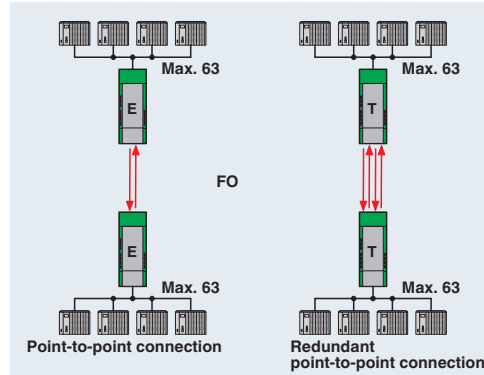 Max. 63
Max. 63
E
T
FO
E
T
Max. 63
Max. 63
Point-to-point connection
Redundant
point-to-point connection